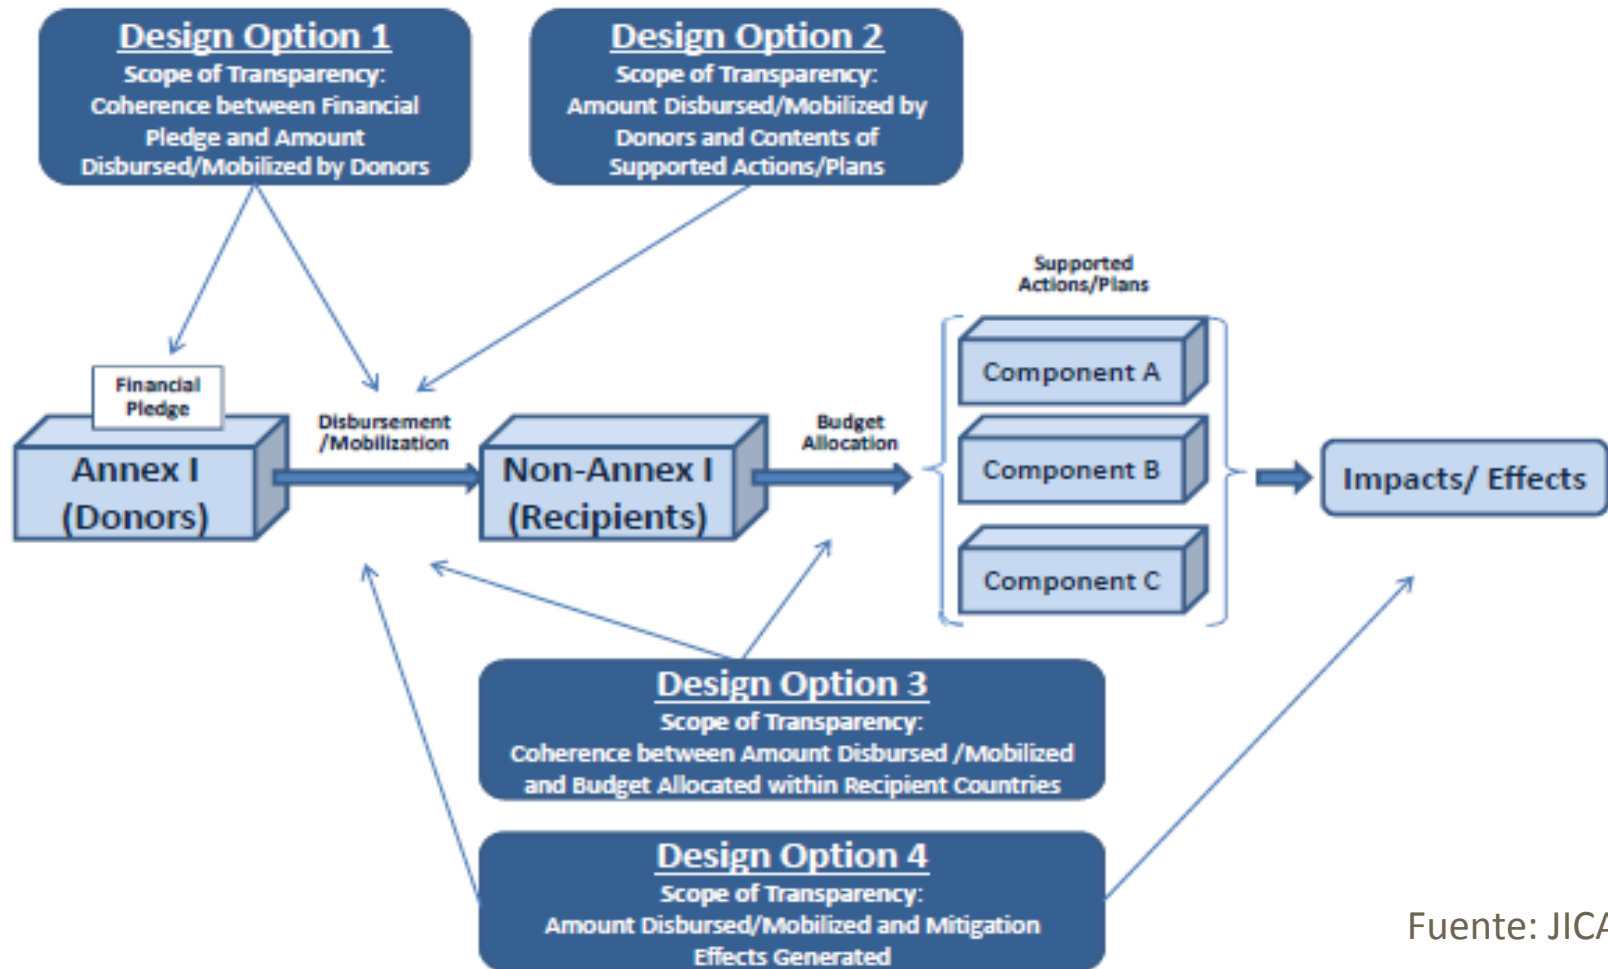 Design Option 1
Scope of Transparency:
Coherence between Financial
Pledge and Amount
Disbursed/Mobilized by Donors
Design Option 2
Scope of Transparency:
Amount Disbursed/Mobilized by
Donors and Contents of
Supported Actions/Plans
Supported
Actions/Plans
Financial
Pledge
Annex I
(Donors)
Disbursement
/Mobilization
Non-Annex I
(Recipients)
Budget
Allocation
Component A
Component B
Component C
Impacts/ Effects
Design Option 3
Scope of Transparency:
Coherence between Amount Disbursed /Mobilized
and Budget Allocated within Recipient Countries
Design Option 4
Scope of Transparency:
Amount Disbursed/Mobilized and Mitigation
Effects Generated
Fuente: JICA